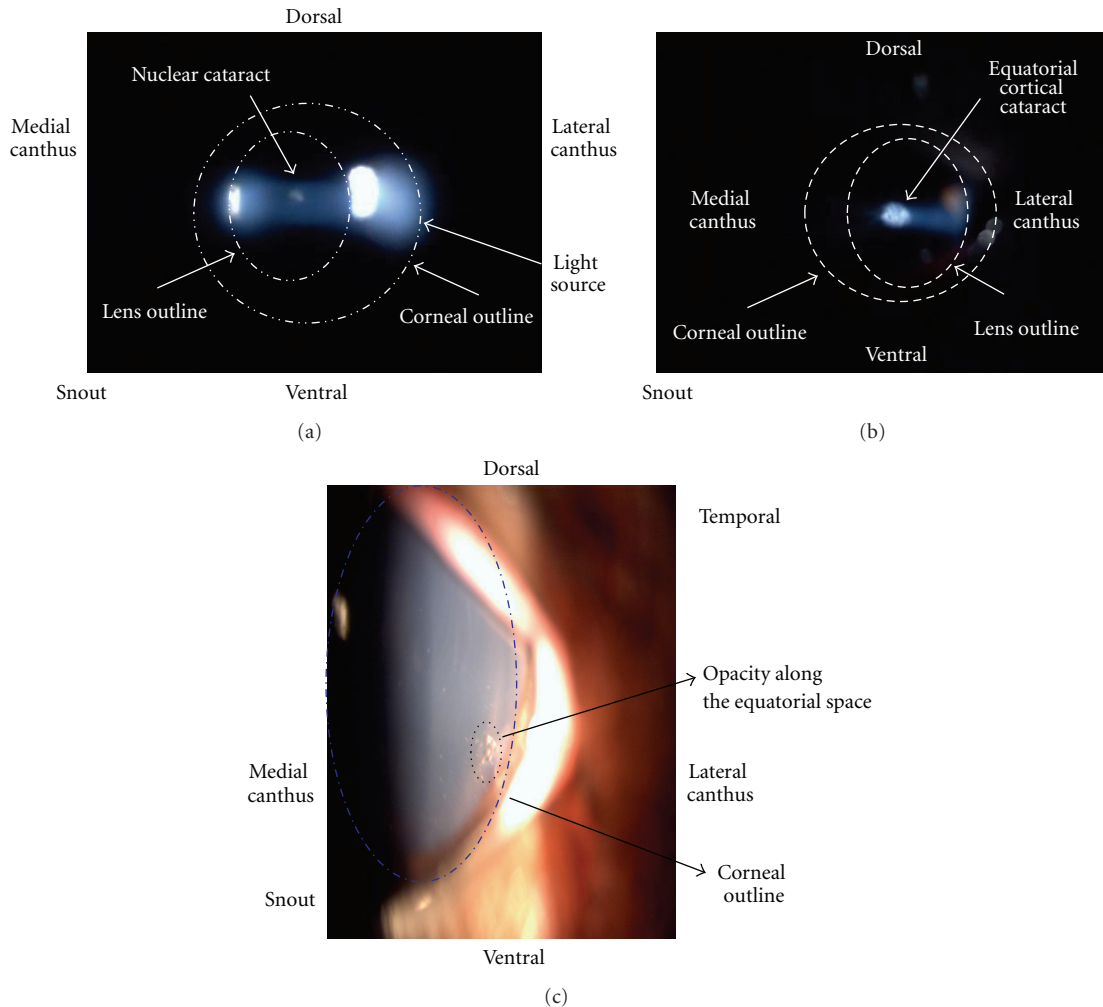 Dorsal
Nuclear cataract
Medial
canthus
Lateral
canthus
Lens outline
Light
source
Corneal outline
Snout
Ventral
(a)
Dorsal
Equatorial
cortical
cataract
Medial
canthus
Lateral
canthus
Corneal outline
Lens outline
Ventral
Snout
(b)
Dorsal
Temporal
Opacity along
the equatorial space
Medial
canthus
Lateral
canthus
Corneal
outline
Snout
Ventral
(c)